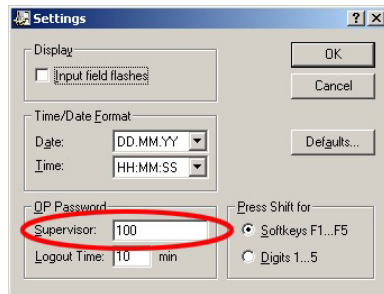 Settings
Display
Input field flashes
OK
Cancel
Time/Date Format
Date: DD.MM.YY
Time: HH:MM:SS
Defaults...
OP Password
Supervisor: 100
Logout Time: 10 min
Press Shift for
Softkeys F1...F5
Digits 1...5